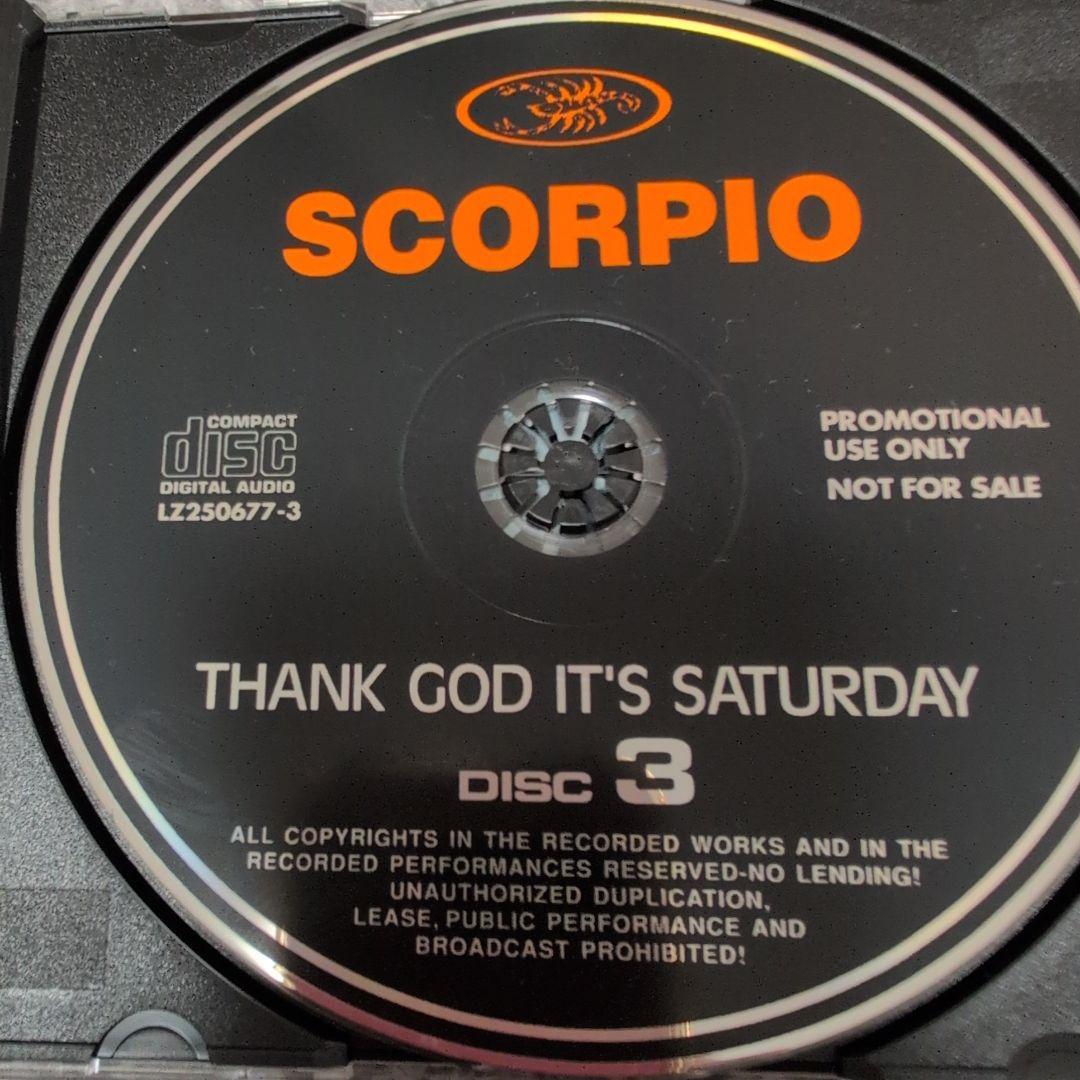 SCORPIO
COMPACT
disc
DIGITAL AUDIO
LZ250677-3
PROMOTIONAL
USE ONLY
NOT FOR SALE
THANK GOD IT'S SATURDAY
DISC 3
ALL COPYRIGHTS IN THE RECORDED WORKS AND IN THE
RECORDED PERFORMANCES RESERVED-NO LENDING!
UNAUTHORIZED DUPLICATION,
LEASE, PUBLIC PERFORMANCE AND
BROADCAST PROHIBITED!